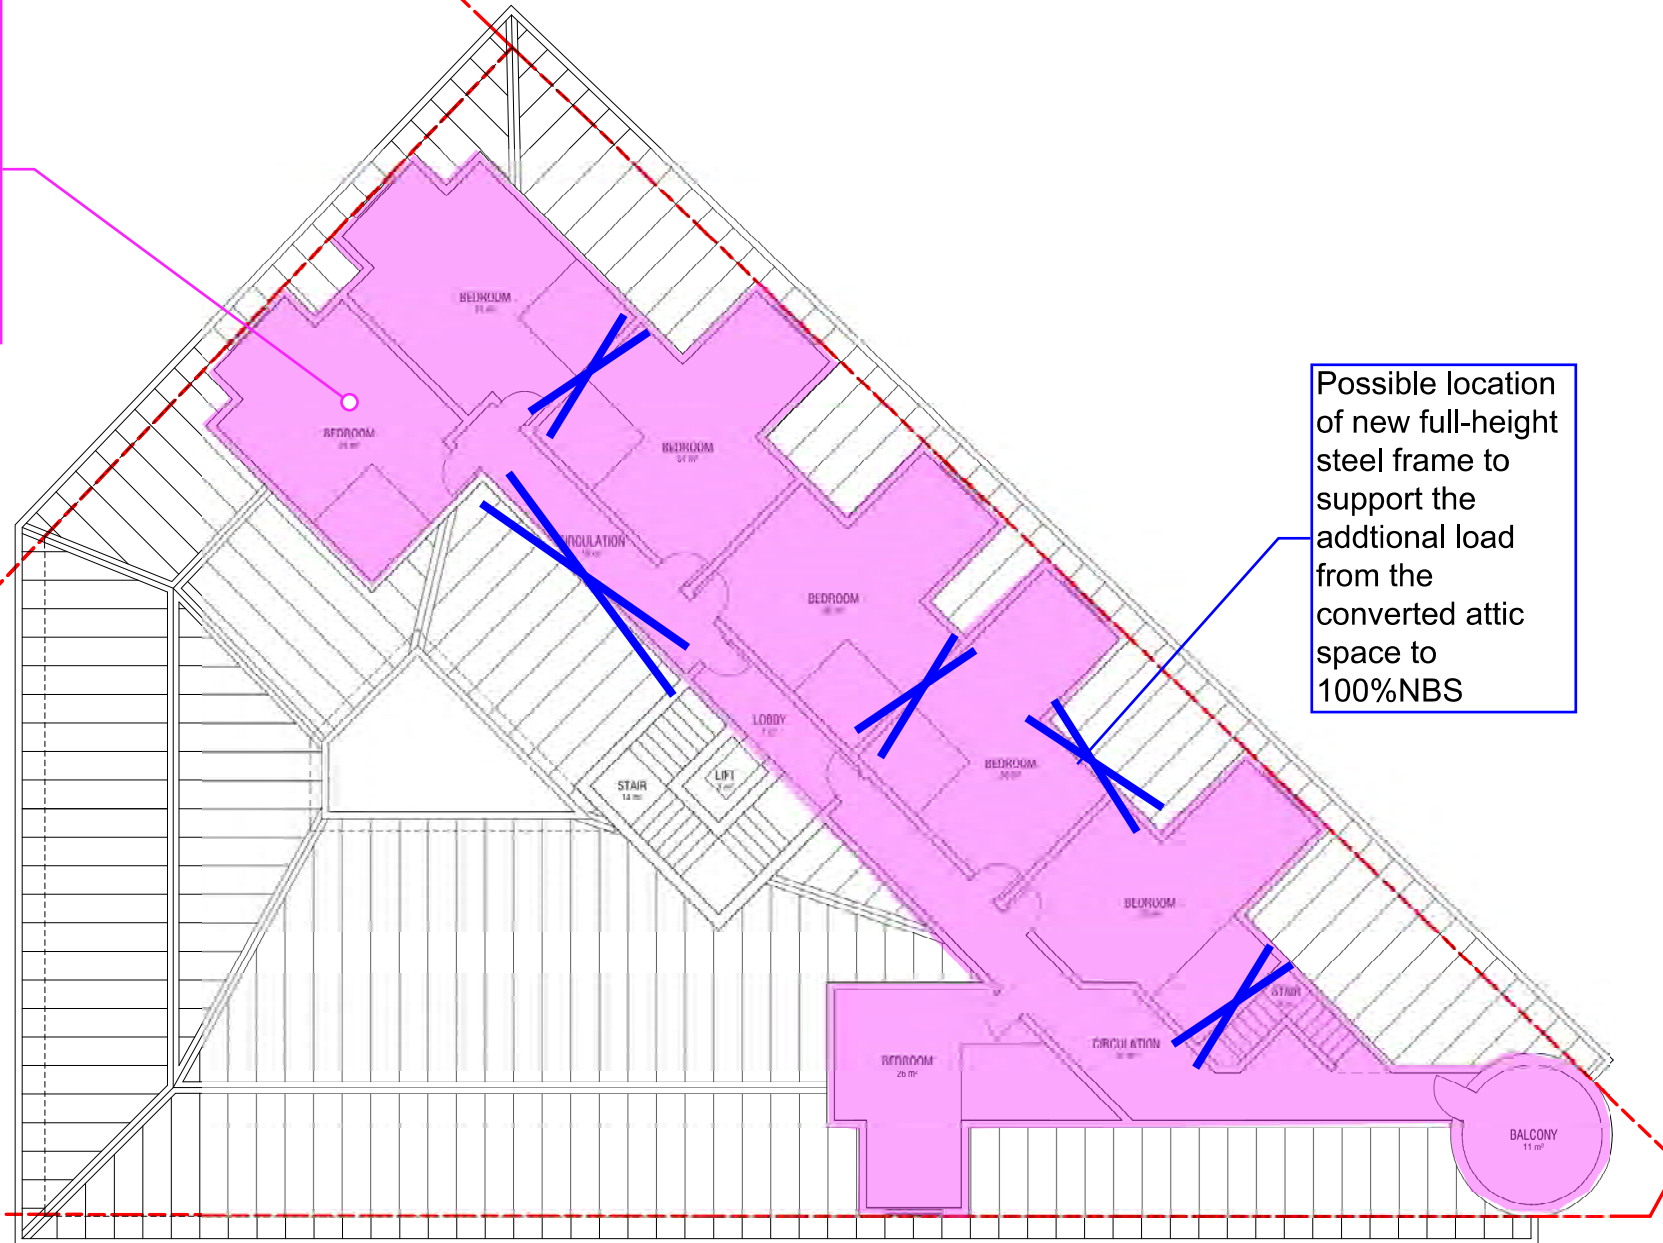 BEDROOM
BEDROOM
BEDROOM
Possible location
of new full-height
steel frame to
support the
addtional load
from the
converted attic
space to
100%NBS
CIRCULATION
BEDROOM
LOBBY
BEDROOM
LIFT
STAIR
14 m²
BEDROOM
STAIR
CIRCULATION
BEDROOM
26 m²
BALCONY
11 m²